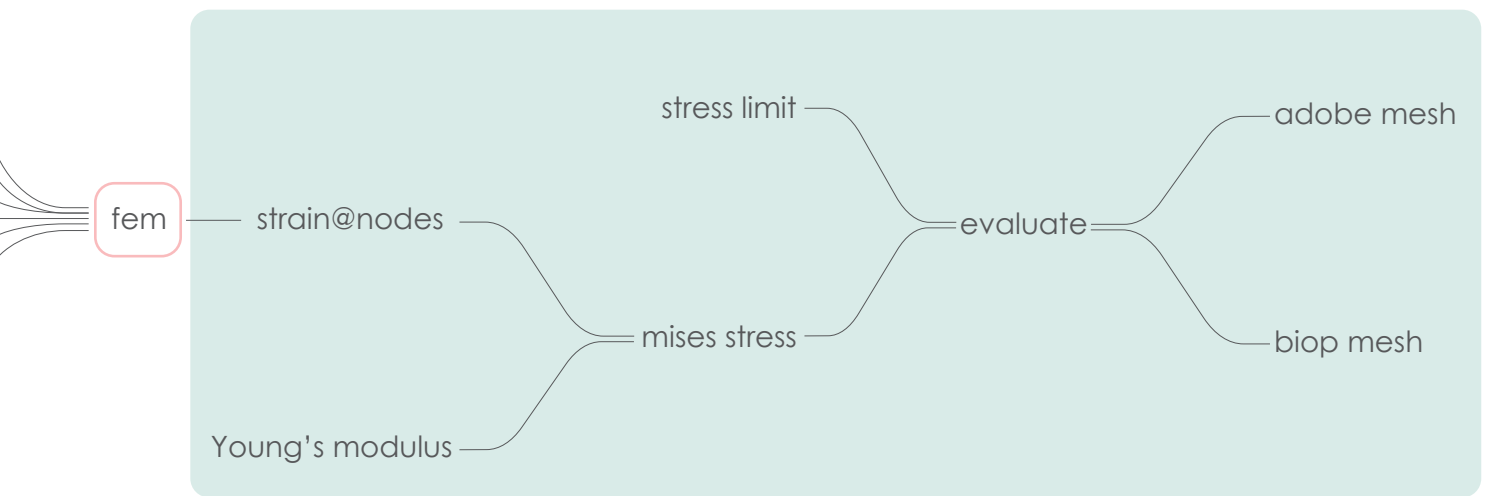 stress limit
adobe mesh
fem
strain@nodes
evaluate
mises stress
biop mesh
Young’s modulus